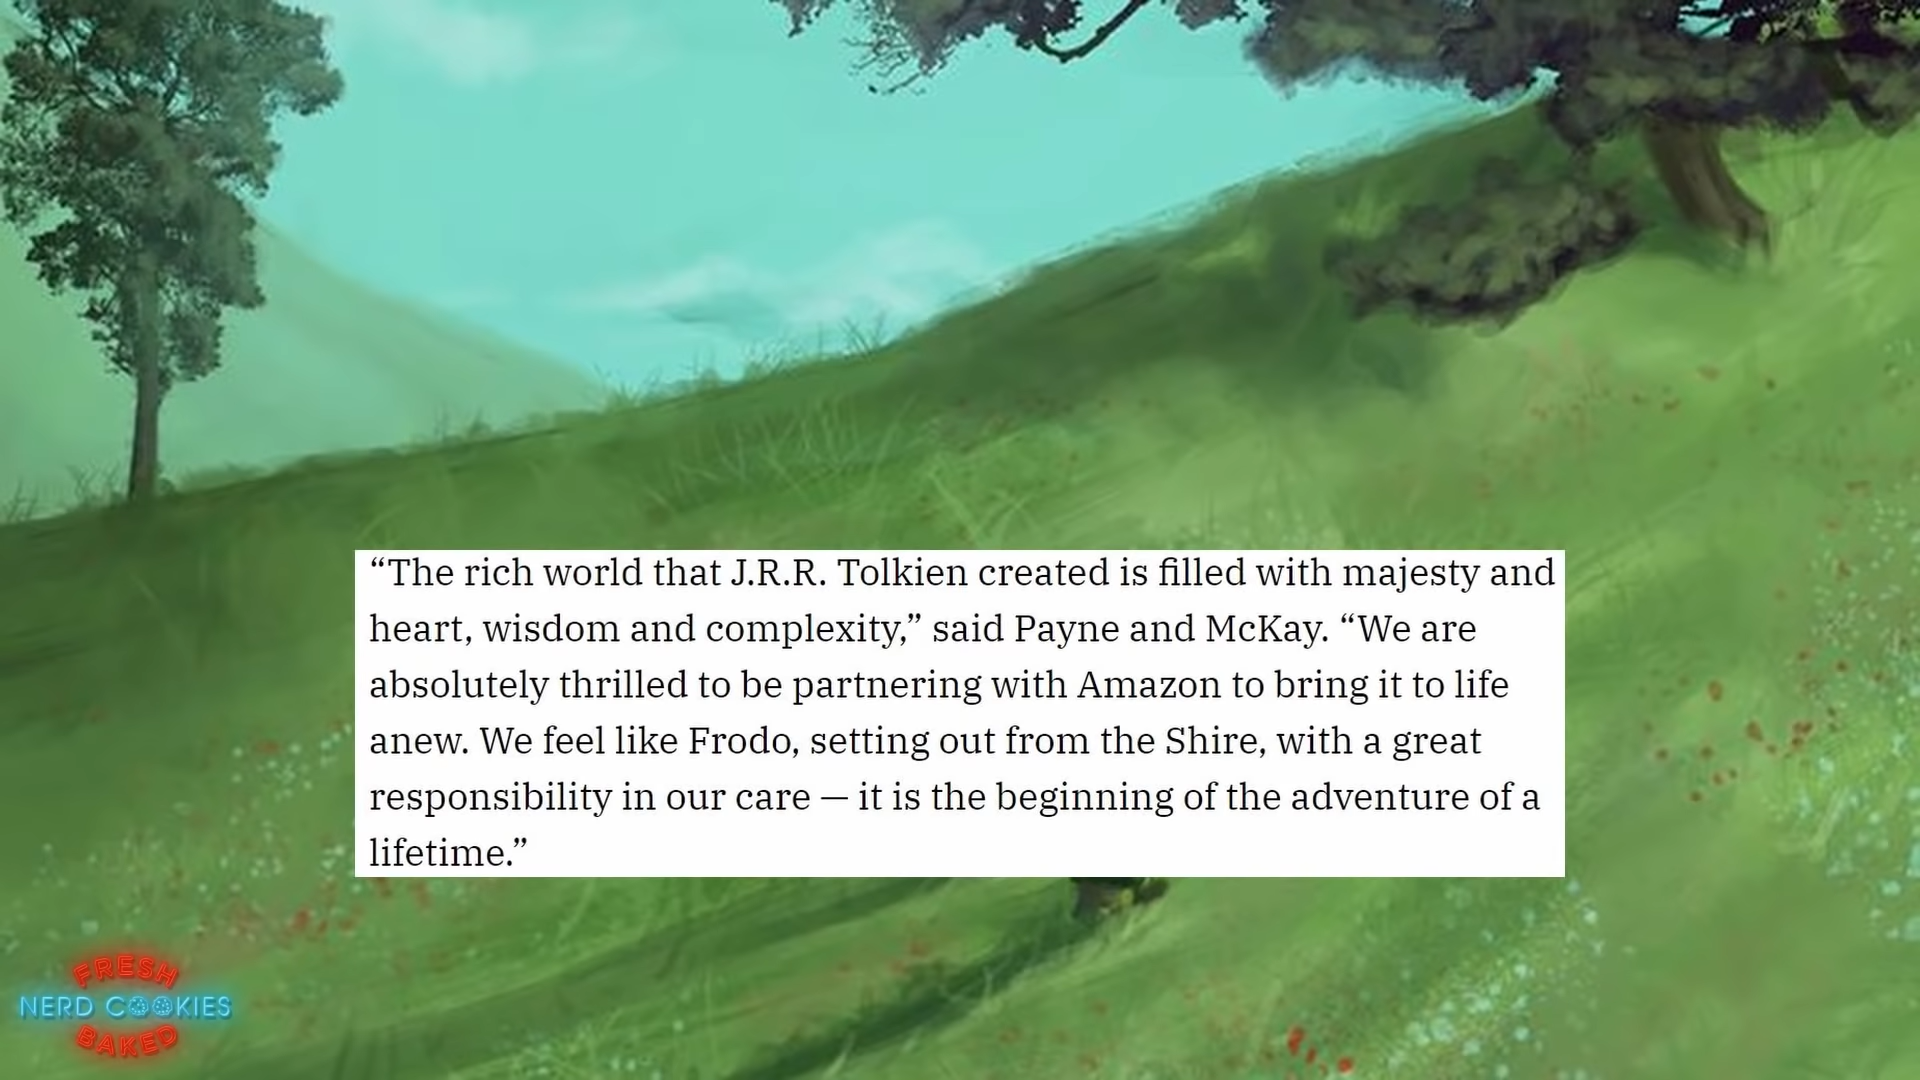 “The rich world that J.R.R. Tolkien created is filled with majesty and
heart, wisdom and complexity,” said Payne and McKay. “We are
absolutely thrilled to be partnering with Amazon to bring it to life
anew. We feel like Frodo, setting out from the Shire, with a great
responsibility in our care — it is the beginning of the adventure of a
lifetime.”
FRESH
NERD COOKIES
BAKED